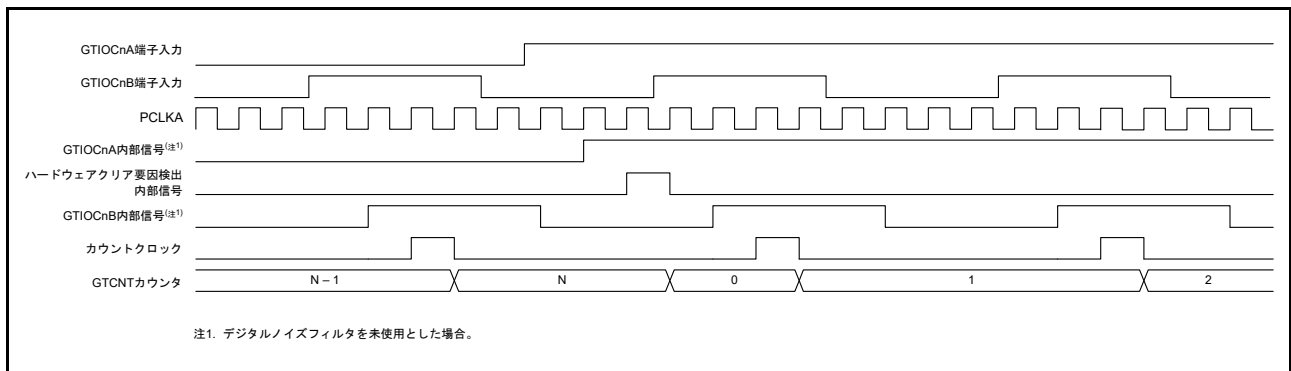 GTIOCnA端子入力
GTIOCnB端子入力
PCLKA
GTIOCnA内部信号(注1)
ハードウェアクリア要因検出
内部信号
GTIOCnB内部信号(注1)
カウントクロック
GTCNTカウンタ
N – 1
N
0
1
2
注1. デジタルノイズフィルタを未使用とした場合。